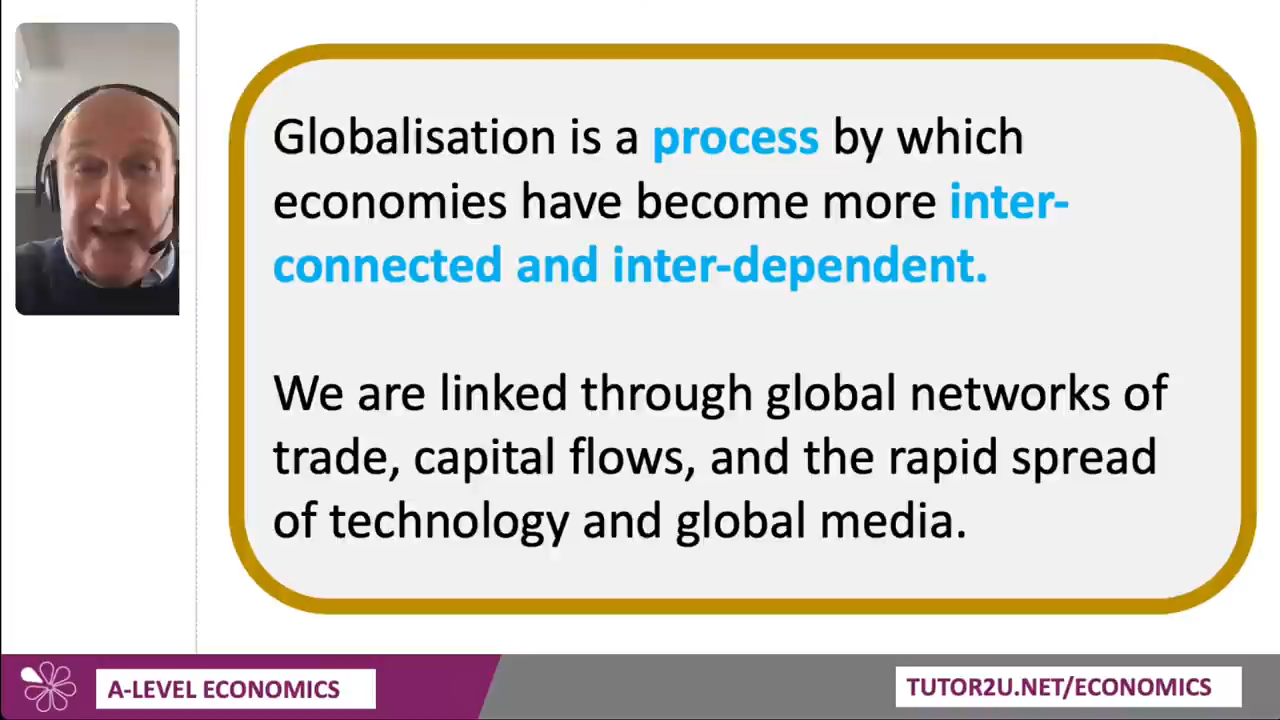 Globalisation is a process by which
economies have become more inter-
connected and inter-dependent.
We are linked through global networks of
trade, capital flows, and the rapid spread
of technology and global media.
A-LEVEL ECONOMICS
TUTOR2U.NET/ECONOMICS